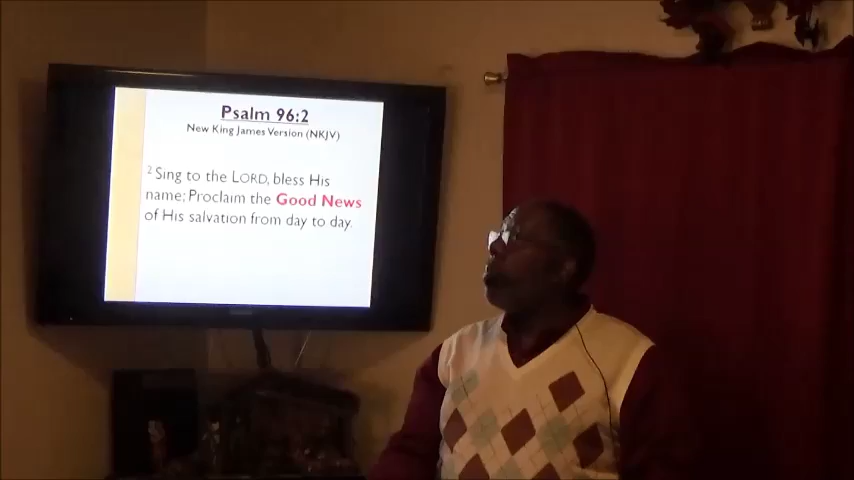 Psalm 96:2
New King James Version (NKJV)
2 Sing to the LORD, bless His
name; Proclaim the Good News
of His salvation from day to day.